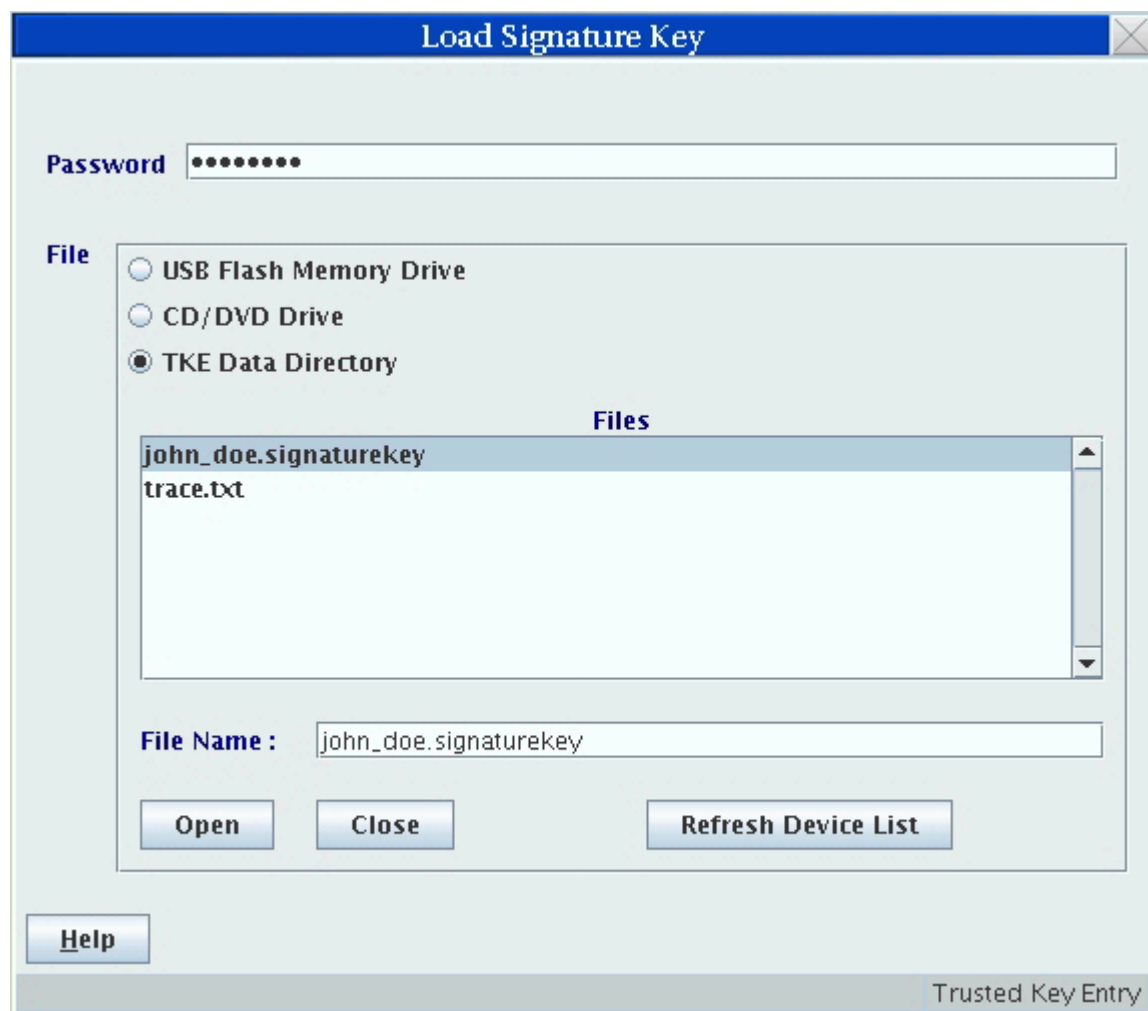 Load Signature Key
Password ••••••••
File
USB Flash Memory Drive
CD/DVD Drive
TKE Data Directory
Files
john_doe.signaturekey
trace.txt
File Name : john_doe.signaturekey
Open Close Refresh Device List
Help
Trusted Key Entry